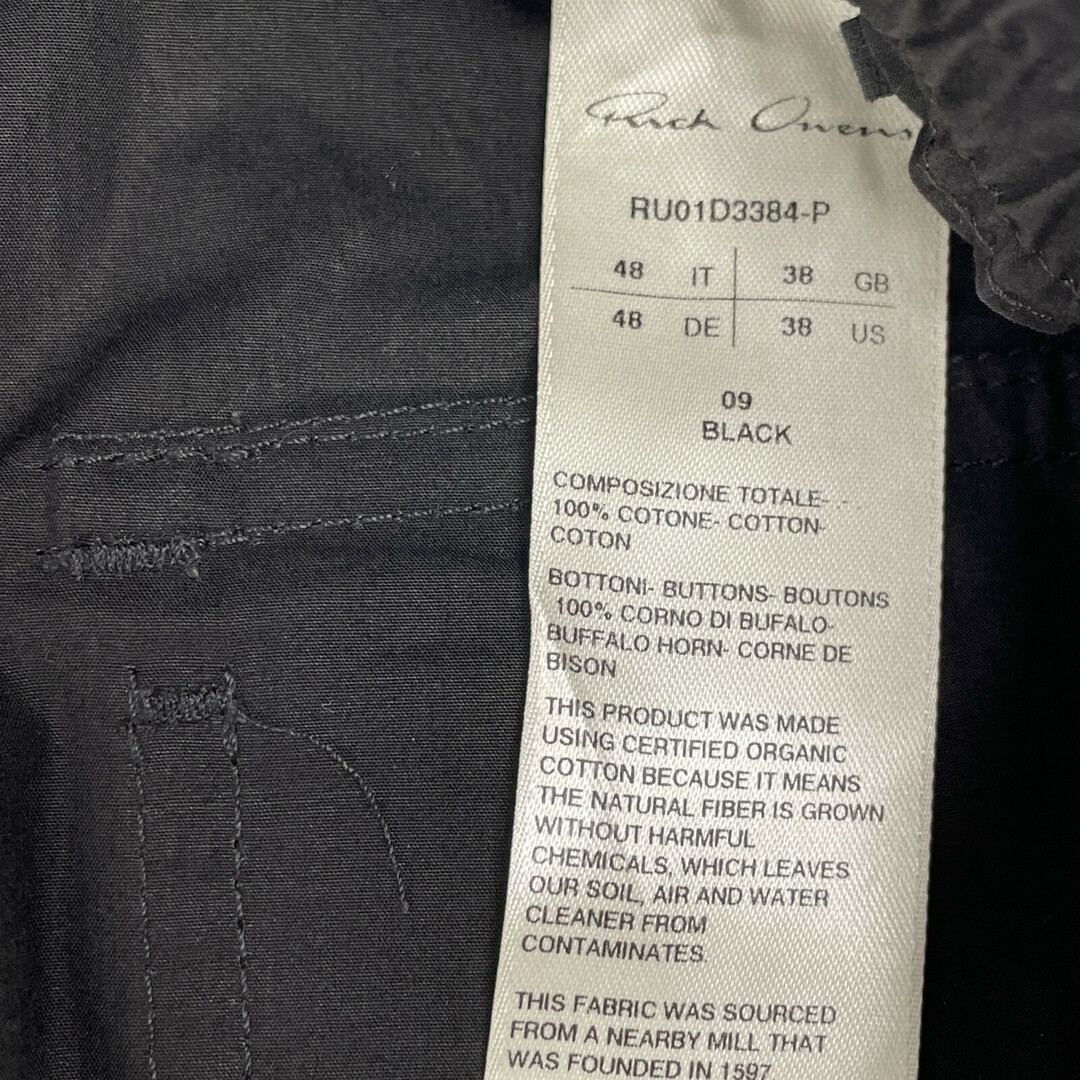 Rick Owens
RU01D3384-P
48 IT 38 GB
48 DE 38 US
09
BLACK
COMPOSIZIONE TOTALE- -
100% COTONE- COTTON-
COTON
BOTTONI- BUTTONS- BOUTONS
100% CORNO DI BUFALO-
BUFFALO HORN- CORNE DE
BISON
THIS PRODUCT WAS MADE
USING CERTIFIED ORGANIC
COTTON BECAUSE IT MEANS
THE NATURAL FIBER IS GROWN
WITHOUT HARMFUL
CHEMICALS, WHICH LEAVES
OUR SOIL, AIR AND WATER
CLEANER FROM
CONTAMINATES.
THIS FABRIC WAS SOURCED
FROM A NEARBY MILL THAT
WAS FOUNDED IN 1597